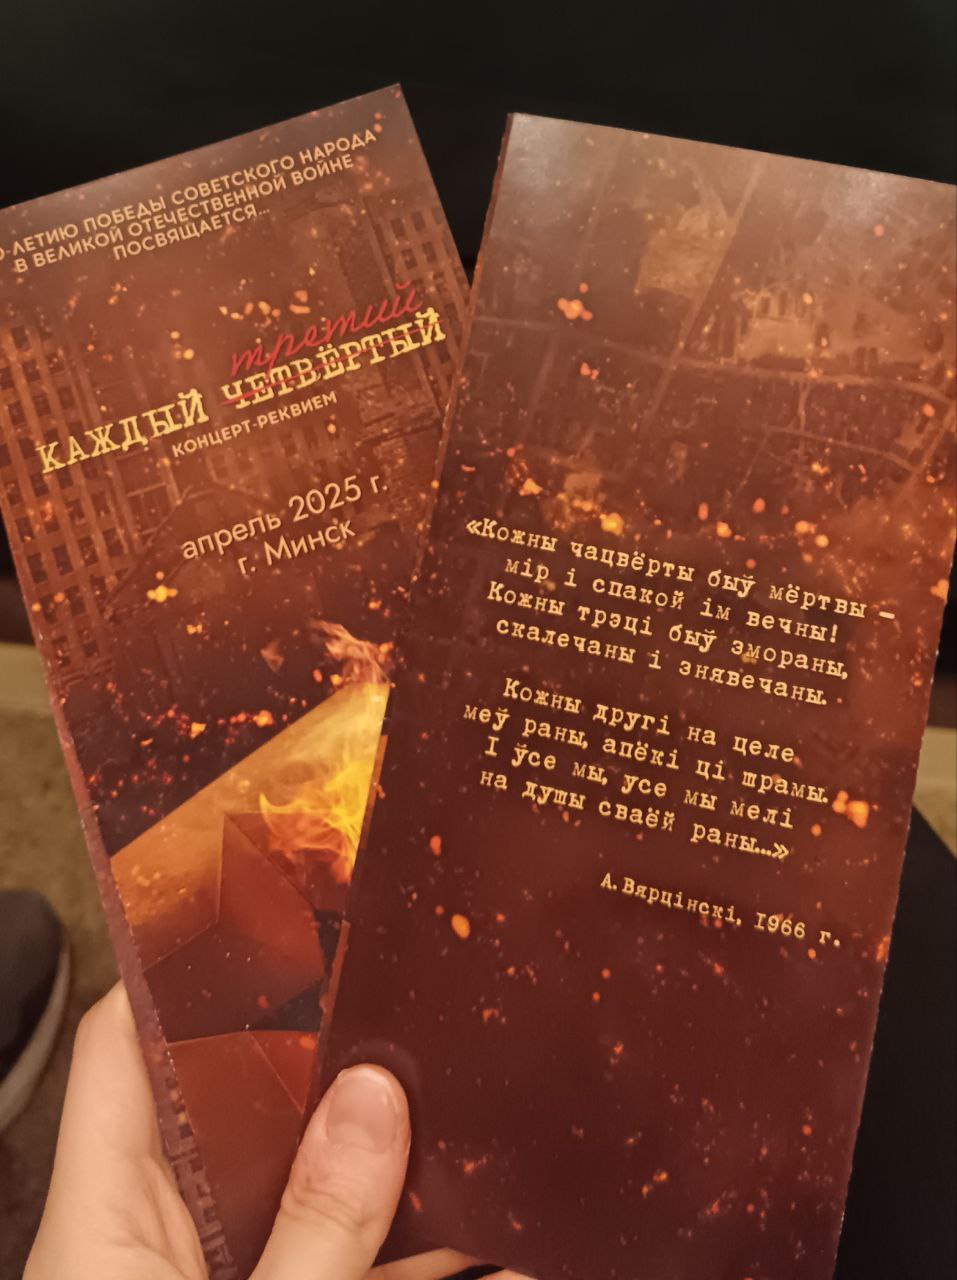 -ЛЕТИЮ ПОБЕДЫ СОВЕТСКОГО НАРОДА
В ВЕЛИКОЙ ОТЕЧЕСТВЕННОЙ ВОЙНЕ
ПОСВЯЩАЕТСЯ...
третий
КАЖДЫЙ ЧЕТВЁРТЫЙ
КОНЦЕРТ-РЕКВИЕМ
апрель 2025 г.
г. Минск
«Кожны чацвёрты быў мёртвы –
мір і спакой ім вечны!
Кожны трэці быў змораны,
скалечаны і знявечаны.
Кожны другі на целе
меў раны, апёкі ці шрамы.
І ўсе мы, усе мы мелі
на душы сваёй раны...»
А. Вярцінскі, 1966 г.